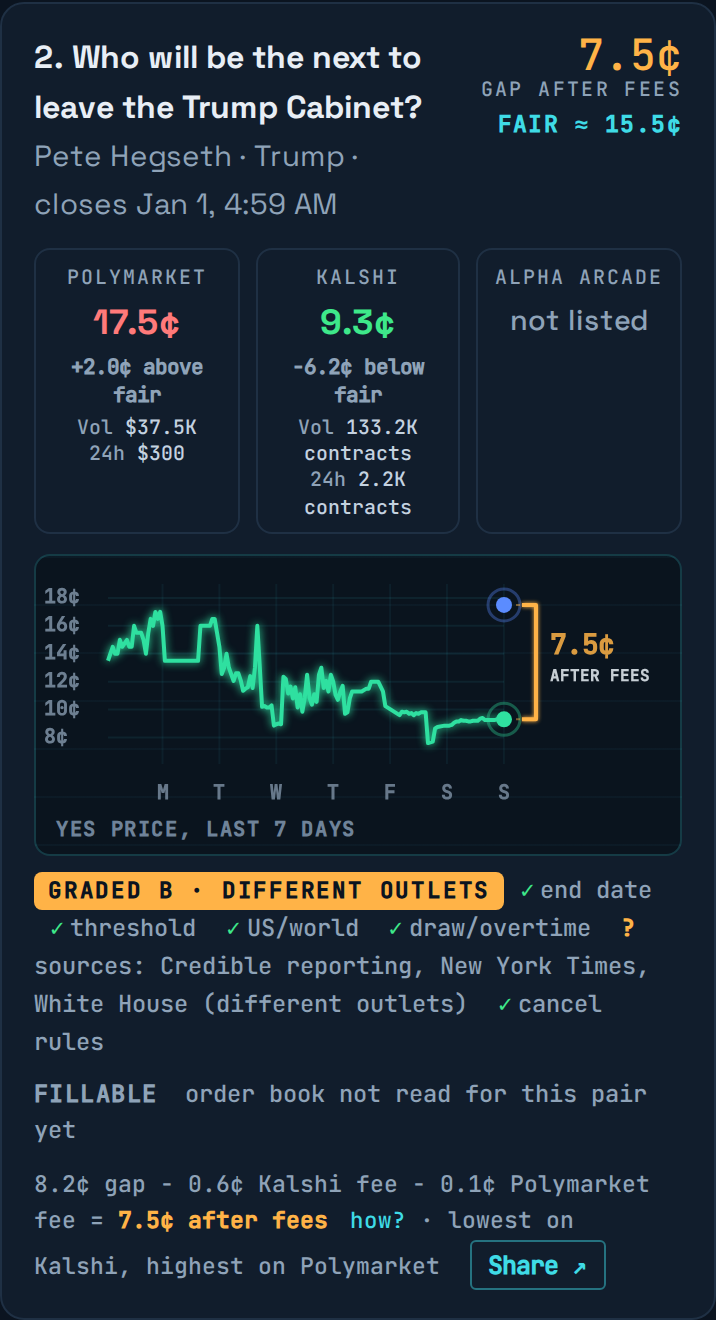 2. Who will be the next to
leave the Trump Cabinet?
Pete Hegseth · Trump ·
closes Jan 1, 4:59 AM
7.5¢
GAP AFTER FEES
FAIR ≈ 15.5¢
POLYMARKET
17.5¢
+2.0¢ above
fair
Vol $37.5K
24h $300
KALSHI
9.3¢
-6.2¢ below
fair
Vol 133.2K
contracts
24h 2.2K
contracts
ALPHA ARCADE
not listed
18¢
16¢
14¢
12¢
10¢
8¢
7.5¢
AFTER FEES
M T W T F S S
YES PRICE, LAST 7 DAYS
GRADED B · DIFFERENT OUTLETS ✓ end date
✓ threshold ✓ US/world ✓ draw/overtime ?
sources: Credible reporting, New York Times,
White House (different outlets) ✓ cancel
rules
FILLABLE order book not read for this pair
yet
8.2¢ gap - 0.6¢ Kalshi fee - 0.1¢ Polymarket
fee = 7.5¢ after fees how? · lowest on
Kalshi, highest on Polymarket Share ↗